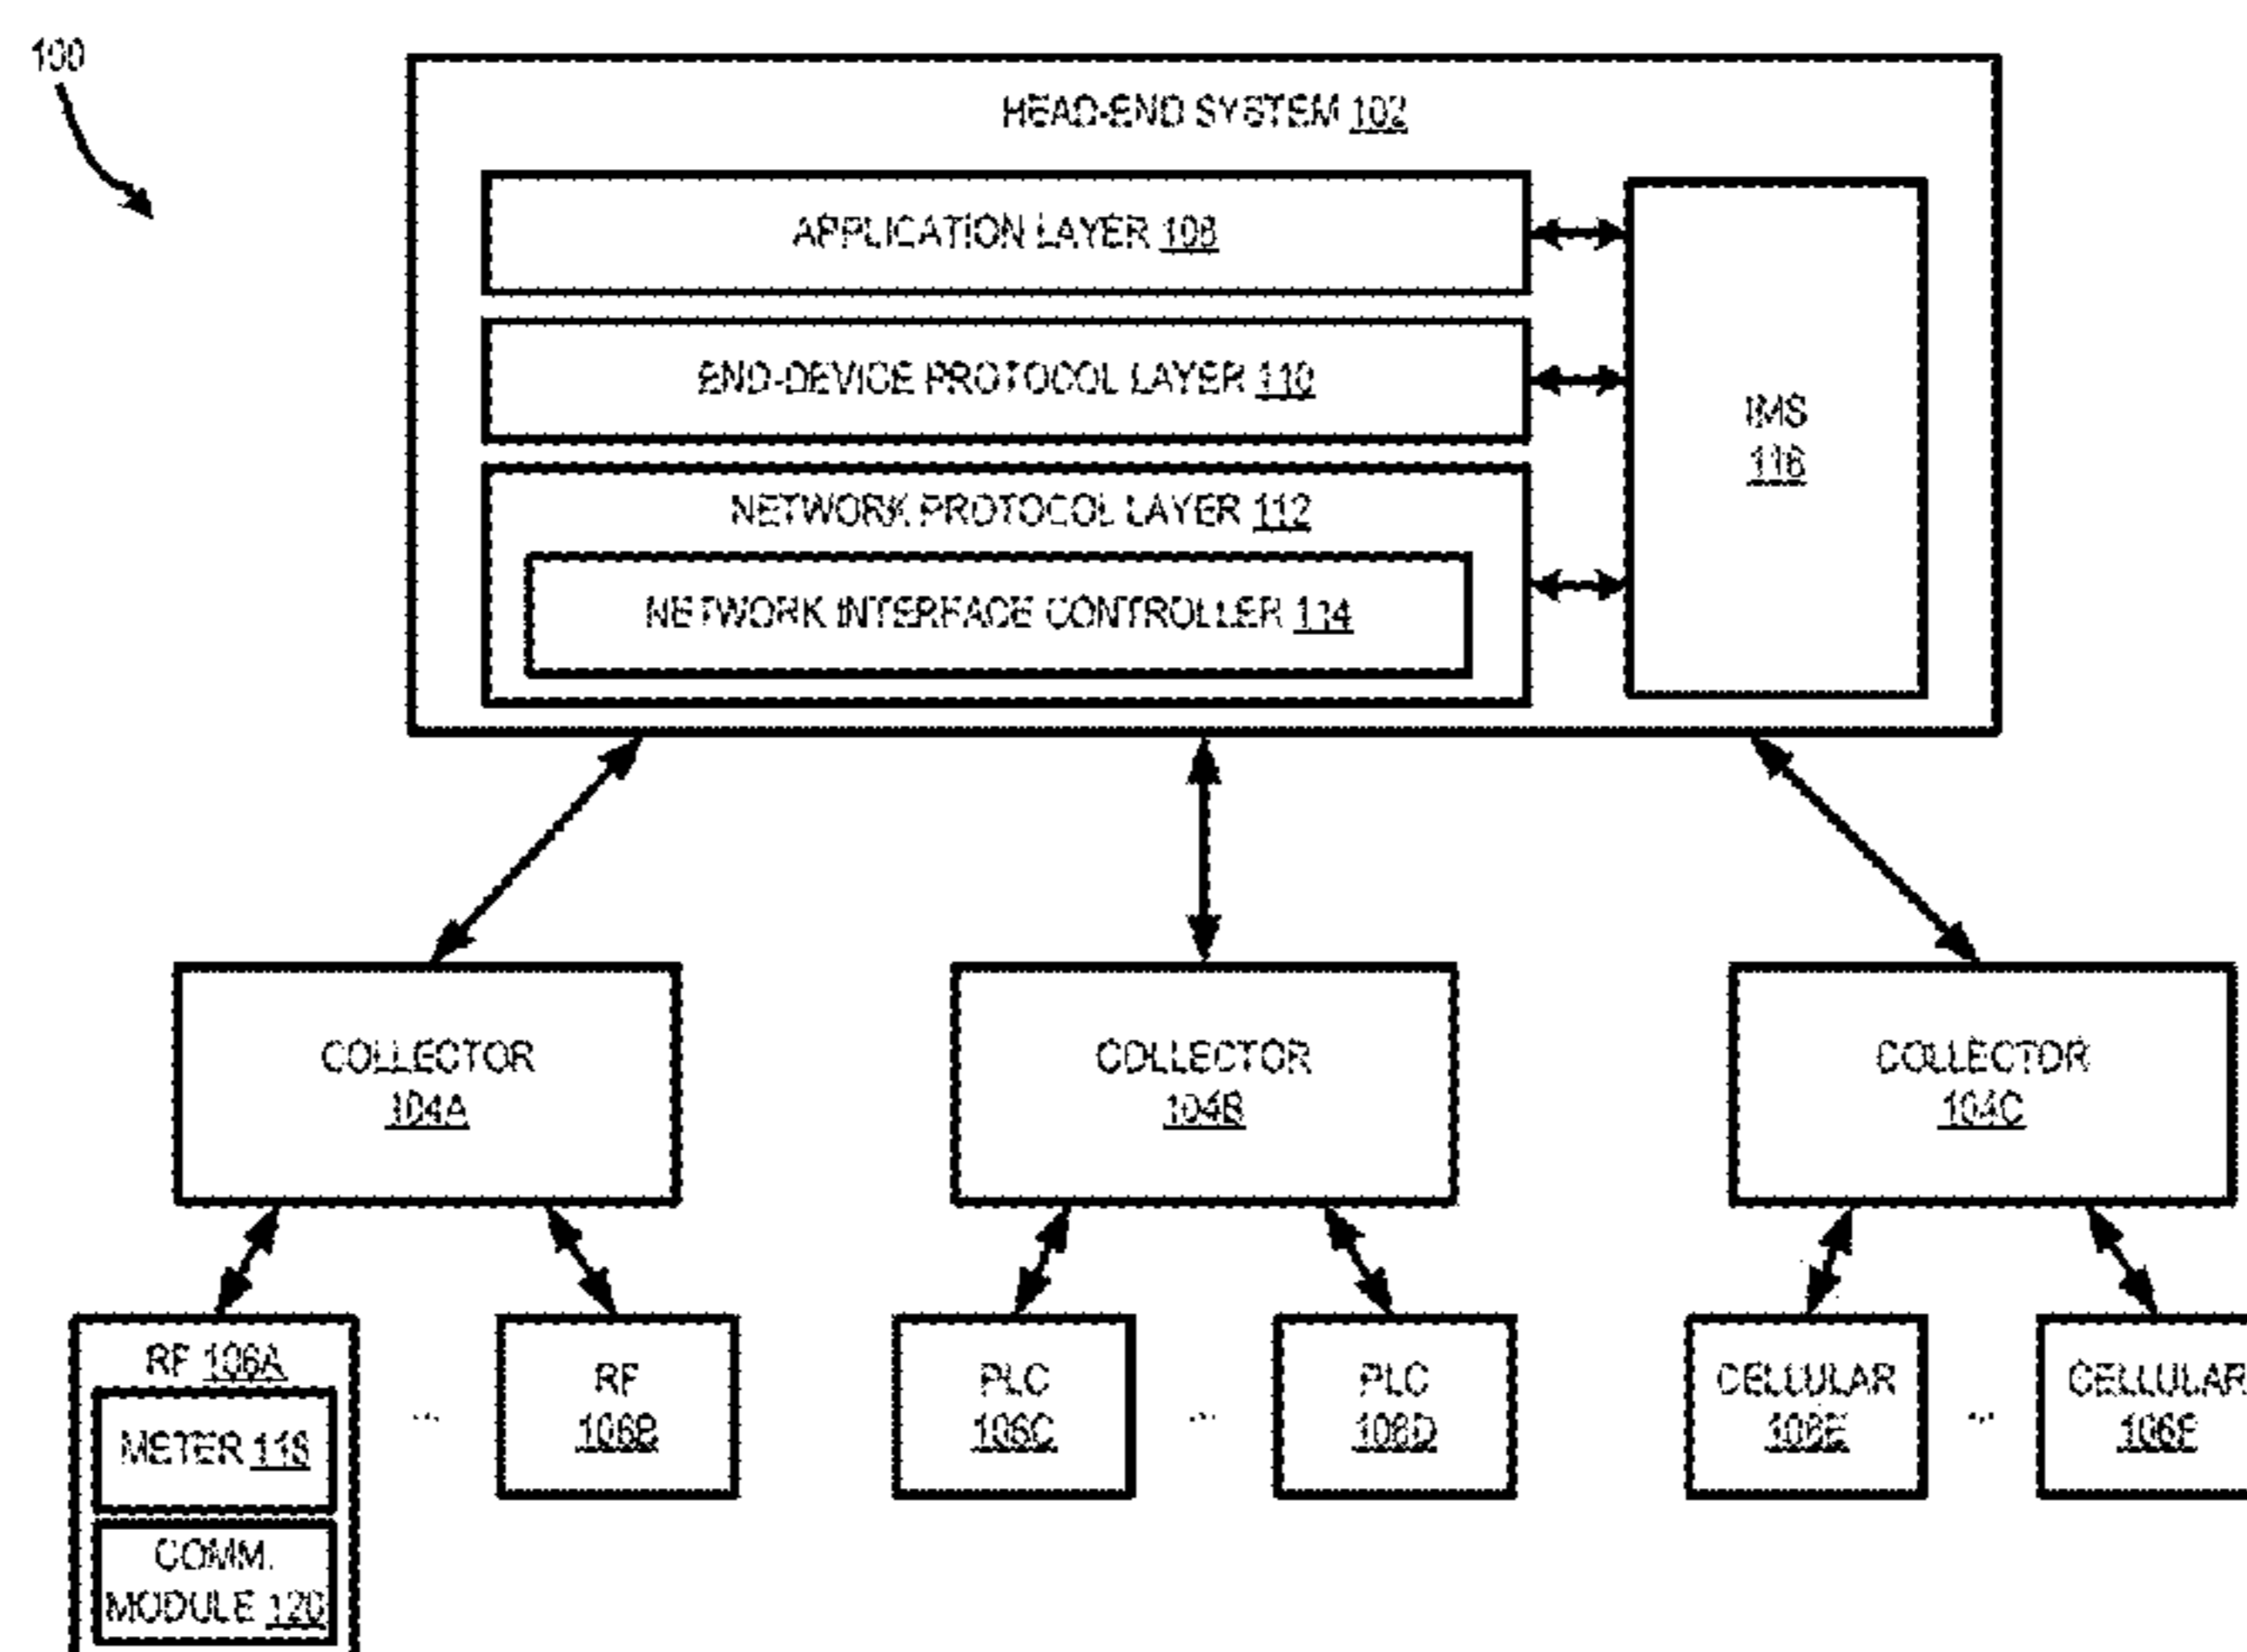 100
HEAD-END SYSTEM 102
APPLICATION LAYER 108
END-DEVICE PROTOCOL LAYER 110
NETWORK PROTOCOL LAYER 112
NETWORK INTERFACE CONTROLLER 114
IMS
116
COLLECTOR
104A
COLLECTOR
104B
COLLECTOR
104C
RF 106A
METER 118
COMM.
MODULE 120
...
RF
106B
PLC
106C
...
PLC
106D
CELLULAR
106E
...
CELLULAR
106F